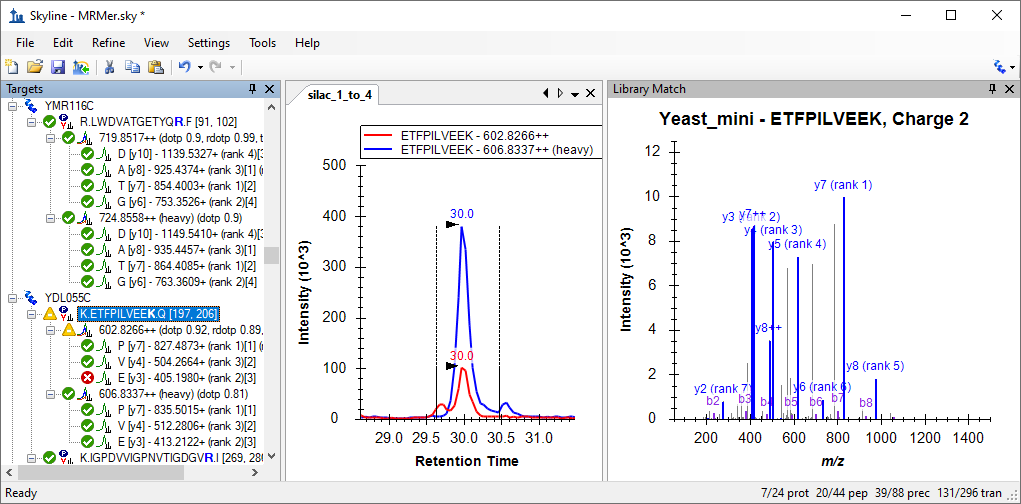 Skyline - MRMer.sky *
File Edit Refine View Settings Tools Help
Targets
YMR116C
R.LWDVATGETYQR.F [91, 102]
719.8517++ (dotp 0.9, rdotp 0.99, t
D [y10] - 1139.5327+ (rank 4)[3
A [y8] - 925.4374+ (rank 3)[1] (
T [y7] - 854.4003+ (rank 1)[2]
G [y6] - 753.3526+ (rank 2)[4]
724.8558++ (heavy) (dotp 0.9)
D [y10] - 1149.5410+ (rank 4)[3
A [y8] - 935.4457+ (rank 3)[1]
T [y7] - 864.4085+ (rank 1)[2]
G [y6] - 763.3609+ (rank 2)[4]
YDL055C
K.ETFPILVEEK.Q [197, 206]
602.8266++ (dotp 0.92, rdotp 0.89,
P [y7] - 827.4873+ (rank 1)[1] (
V [y4] - 504.2664+ (rank 3)[2]
E [y3] - 405.1980+ (rank 2)[3]
606.8337++ (heavy) (dotp 0.81)
P [y7] - 835.5015+ (rank 1)[1]
V [y4] - 512.2806+ (rank 3)[2]
E [y3] - 413.2122+ (rank 2)[3]
K.IGPDVVIGPNVTIGDGVR.I [269, 286
silac_1_to_4
ETFPILVEEK - 602.8266++
ETFPILVEEK - 606.8337++ (heavy)
500
400
300
200
100
0
Intensity (10^3)
30.0
30.0
29.0 29.5 30.0 30.5 31.0
Retention Time
Library Match
Yeast_mini - ETFPILVEEK, Charge 2
12
10
8
6
4
2
0
Intensity (10^3)
y7 (rank 1)
y3 (rank 2)
y7++
y4 (rank 3)
y5 (rank 4)
y8++
y8 (rank 5)
y2 (rank 7)
y6 (rank 6)
b2 b3 b4 b5 b6 b7 b8
200 400 600 800 1000 1200 1400
m/z
Ready
7/24 prot 20/44 pep 39/88 prec 131/296 tran